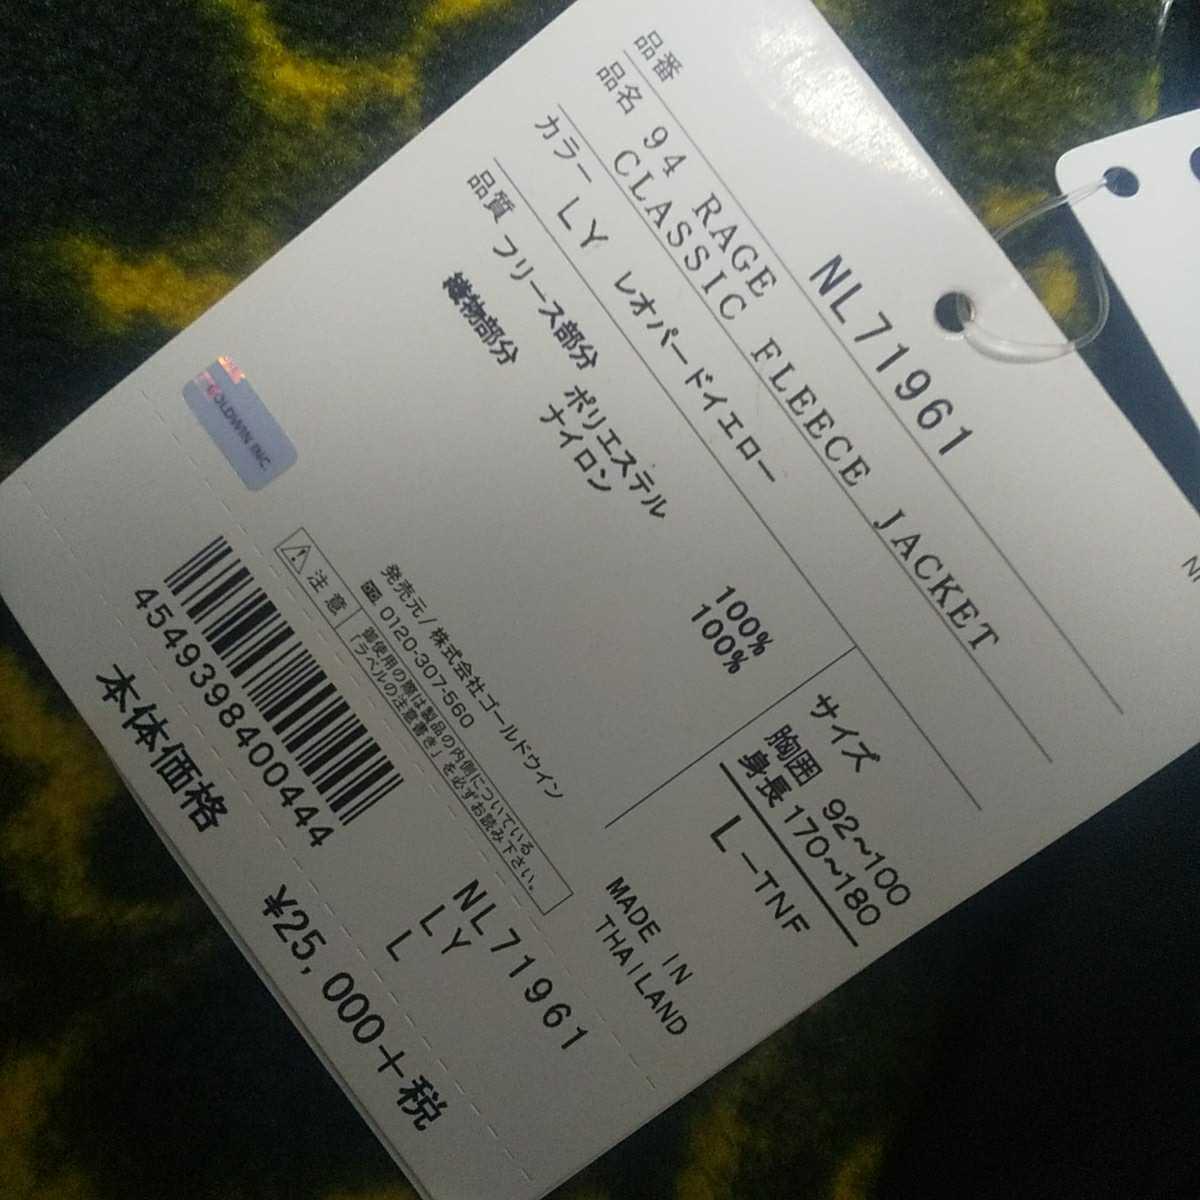 品番 NL71961
品名 94 RAGE
CLASSIC FLEECE JACKET
カラー LY レオパードイエロー
品質 フリース部分 ポリエステル 100%
織物部分 ナイロン 100%
サイズ
胸囲 92~100
身長 170~180
L-TNF
MADE IN
THAILAND
GOLDWIN INC.
発売元/株式会社ゴールドウイン
0120-307-560
注意
御使用の際は製品の内側についている
「ラベルの注意書き」を必ずお読み下さい。
4549398400444
NL71961
LY
L
本体価格 ¥25,000+税